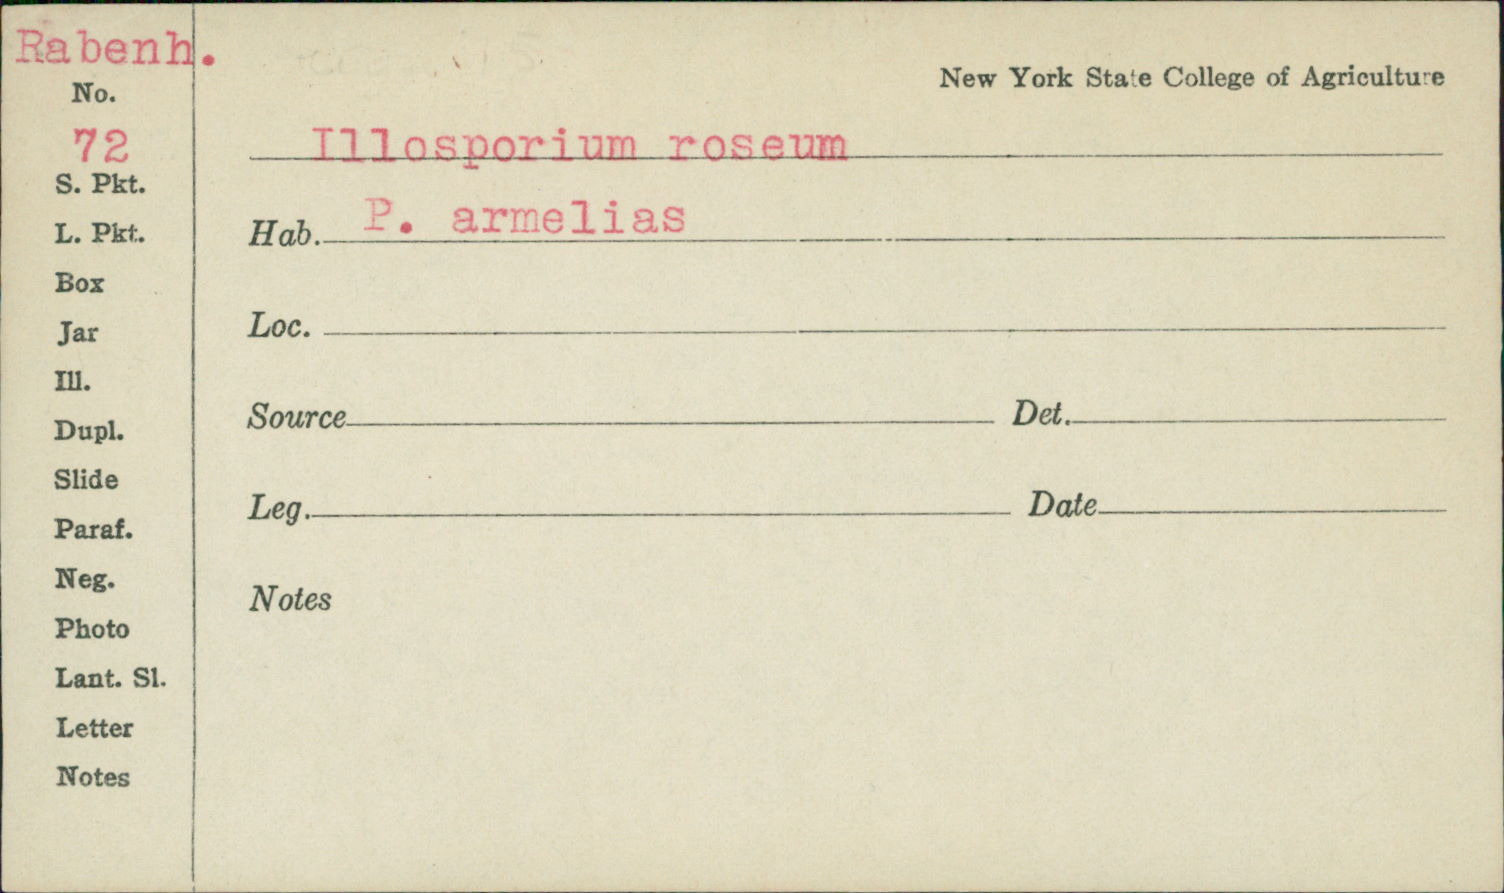 Rabenh.
New York State College of Agriculture
No.
72
Illosporium roseum
S. Pkt.
Hab. P. armelias
L. Pkt.
Box
Loc.
Jar
Ill.
Source Det.
Dupl.
Slide
Leg. Date
Paraf.
Neg.
Notes
Photo
Lant. Sl.
Letter
Notes